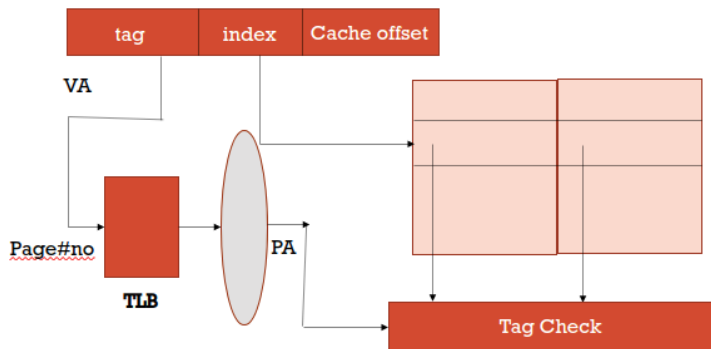 tag index Cache offset
VA
Page#no
PA
TLB
Tag Check